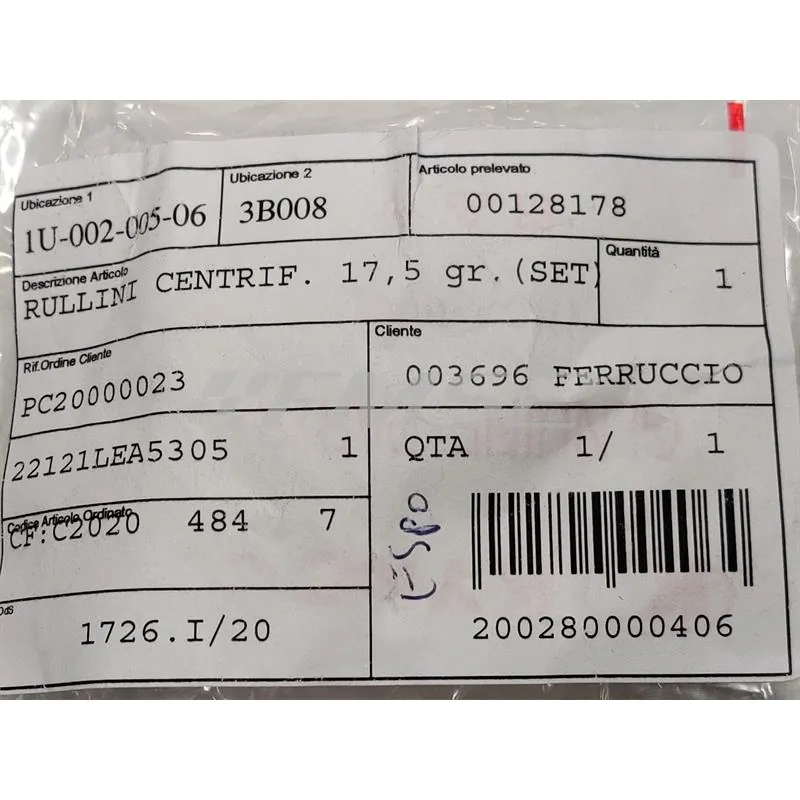 Ubicazione 1
1U-002-005-06
Ubicazione 2
3B008
Articolo prelevato
00128178
Descrizione Articolo
RULLINI CENTRIF. 17,5 gr.(SET)
Quantità
1
Rif.Ordine Cliente
PC20000023
Cliente
003696 FERRUCCIO
22121LEA5305 1
QTA 1/ 1
Codice Articolo Ordinato
CF:C2020 484 7
OdS
1726.I/20
200280000406